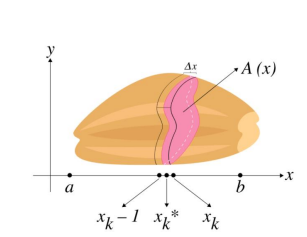 y
Δx
A (x)
x
a
b
x_k – 1 x_k* x_k